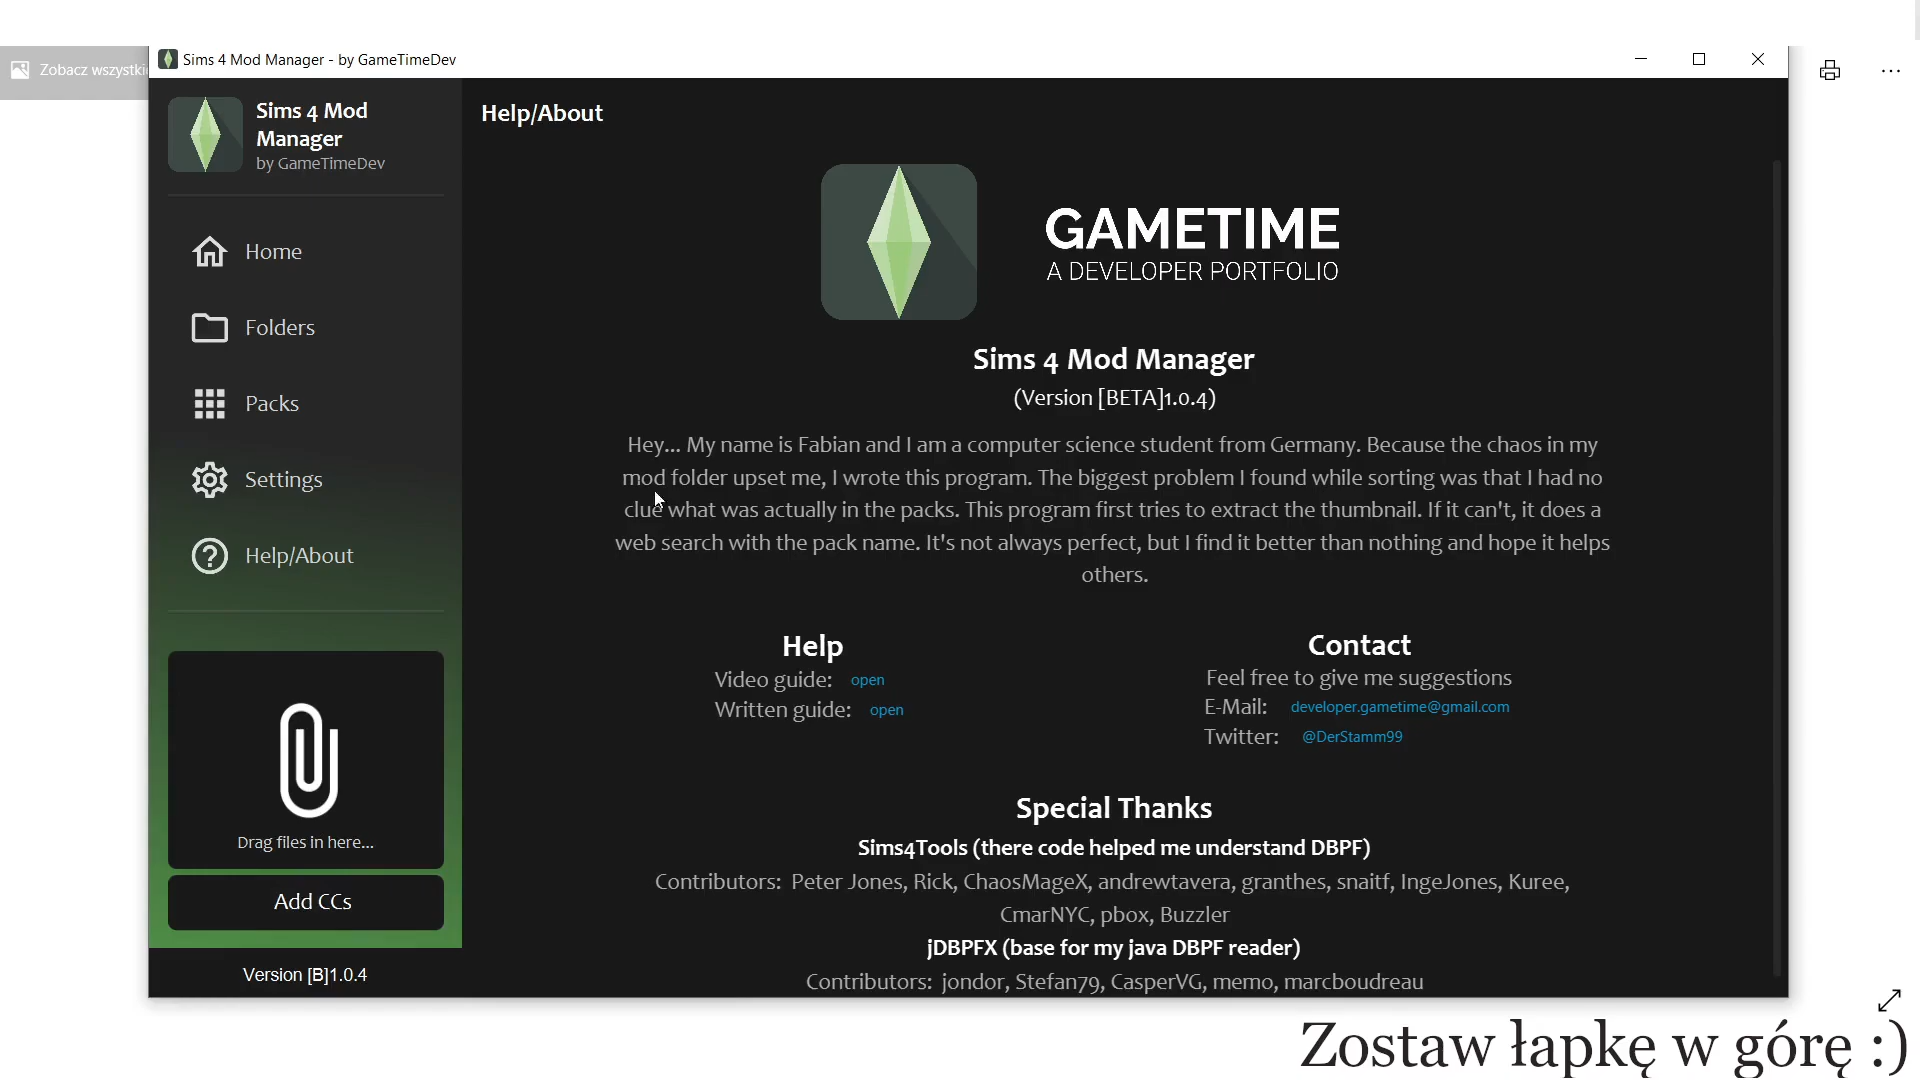 Zobacz wszystki
Sims 4 Mod Manager - by GameTimeDev
Sims 4 Mod
Manager
by GameTimeDev
Home
Folders
Packs
Settings
Help/About
Drag files in here...
Add CCs
Version [B]1.0.4
Help/About
GAMETIME
A DEVELOPER PORTFOLIO
Sims 4 Mod Manager
(Version [BETA]1.0.4)
Hey... My name is Fabian and I am a computer science student from Germany. Because the chaos in my
mod folder upset me, I wrote this program. The biggest problem I found while sorting was that I had no
clue what was actually in the packs. This program first tries to extract the thumbnail. If it can't, it does a
web search with the pack name. It's not always perfect, but I find it better than nothing and hope it helps
others.
Help
Video guide: open
Written guide: open
Contact
Feel free to give me suggestions
E-Mail: developer.gametime@gmail.com
Twitter: @DerStamm99
Special Thanks
Sims4Tools (there code helped me understand DBPF)
Contributors: Peter Jones, Rick, ChaosMageX, andrewtavera, granthes, snaitf, IngeJones, Kuree,
CmarNYC, pbox, Buzzler
jDBPFX (base for my java DBPF reader)
Contributors: jondor, Stefan79, CasperVG, memo, marcboudreau
Zostaw łapkę w górę :)